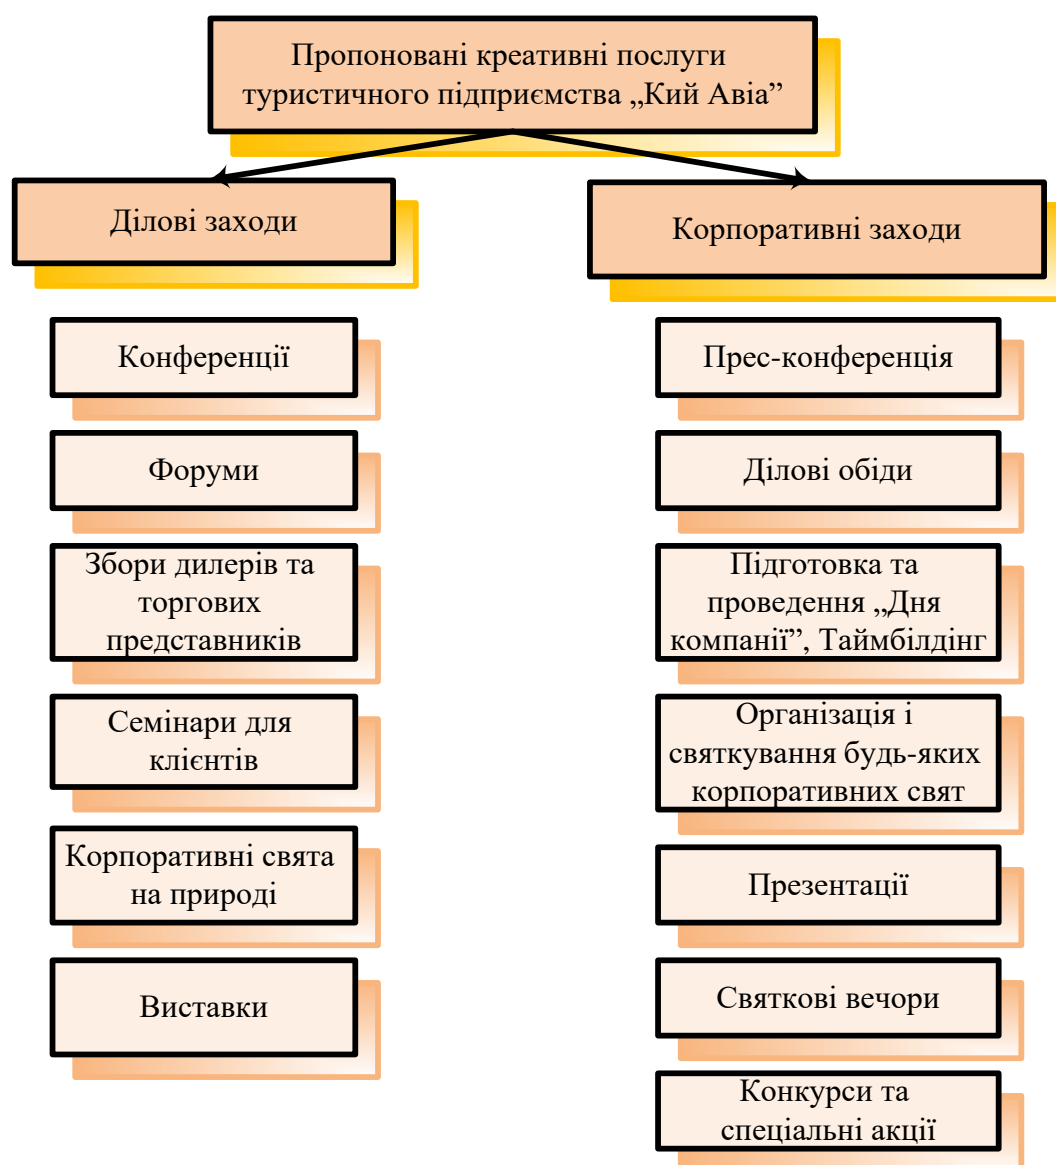 Пропоновані креативні послуги
туристичного підприємства „Кий Авіа”
Ділові заходи
Конференції
Форуми
Збори дилерів та
торгових
представників
Семінари для
клієнтів
Корпоративні свята
на природі
Виставки
Корпоративні заходи
Прес-конференція
Ділові обіди
Підготовка та
проведення „Дня
компанії”, Таймбілдінг
Організація і
святкування будь-яких
корпоративних свят
Презентації
Святкові вечори
Конкурси та
спеціальні акції